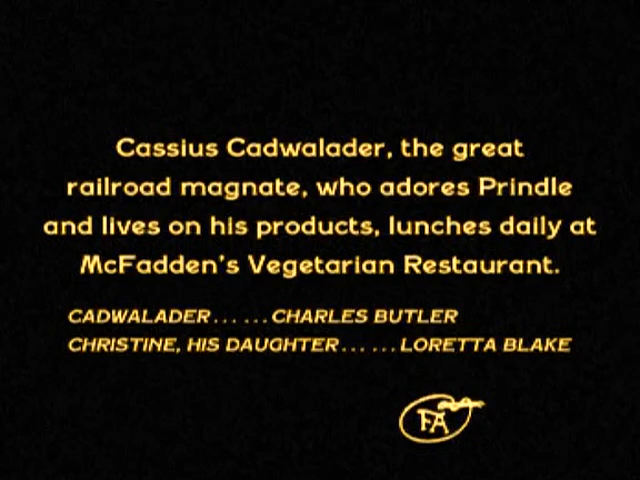 Cassius Cadwalader, the great
railroad magnate, who adores Prindle
and lives on his products, lunches daily at
McFadden's Vegetarian Restaurant.
CADWALADER... ...CHARLES BUTLER
CHRISTINE, HIS DAUGHTER... ...LORETTA BLAKE
FA